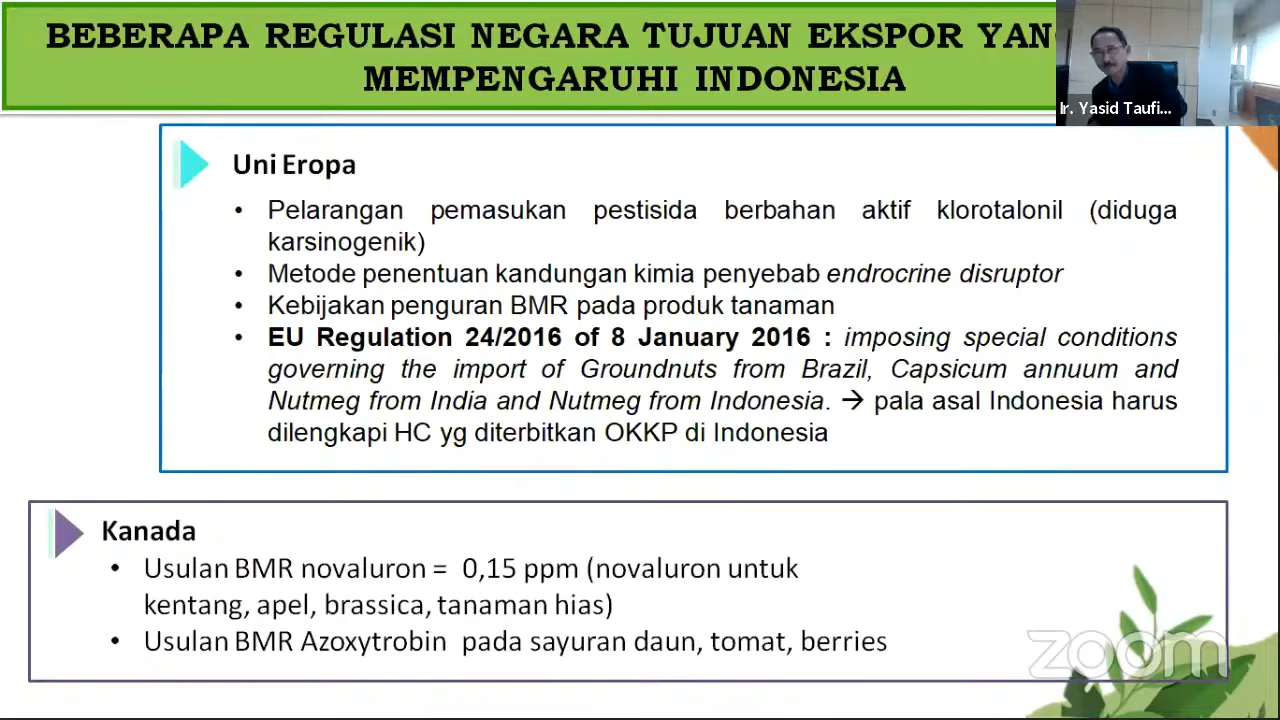 BEBERAPA REGULASI NEGARA TUJUAN EKSPOR YANG
MEMPENGARUHI INDONESIA
Ir. Yasid Taufi...
Uni Eropa
• Pelarangan pemasukan pestisida berbahan aktif klorotalonil (diduga
karsinogenik)
• Metode penentuan kandungan kimia penyebab endrocrine disruptor
• Kebijakan penguran BMR pada produk tanaman
• EU Regulation 24/2016 of 8 January 2016 : imposing special conditions
governing the import of Groundnuts from Brazil, Capsicum annuum and
Nutmeg from India and Nutmeg from Indonesia. → pala asal Indonesia harus
dilengkapi HC yg diterbitkan OKKP di Indonesia
Kanada
• Usulan BMR novaluron = 0,15 ppm (novaluron untuk
kentang, apel, brassica, tanaman hias)
• Usulan BMR Azoxytrobin pada sayuran daun, tomat, berries
zoom